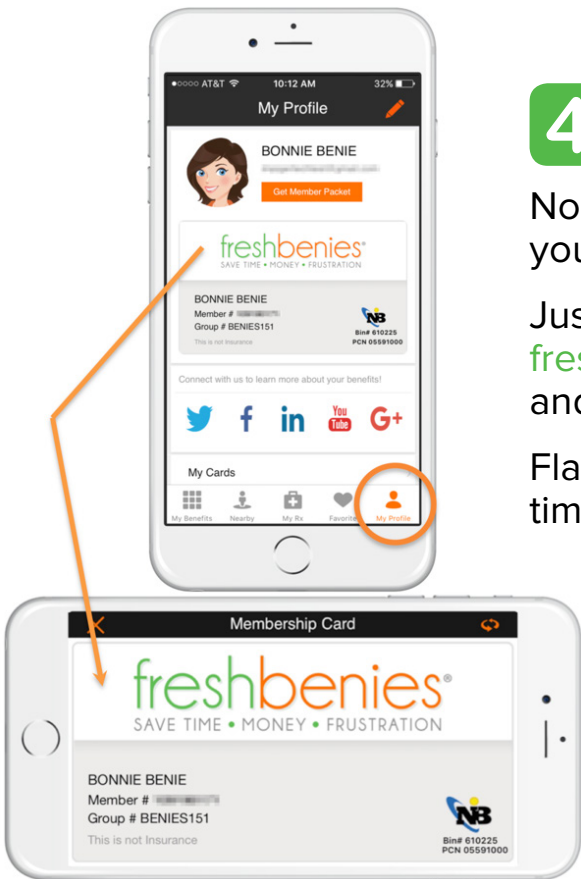 AT&T 10:12 AM 32%
My Profile
BONNIE BENIE
Get Member Packet
freshbenies®
SAVE TIME • MONEY • FRUSTRATION
BONNIE BENIE
Member #
Group # BENIES151
This is not Insurance
NB
Bin# 610225
PCN 05591000
Connect with us to learn more about your benefits!
f in You Tube G+
My Cards
My Benefits Nearby My Rx Favorite My Profile
4
No
you
Jus
fres
and
Fla
tim
Membership Card
freshbenies®
SAVE TIME • MONEY • FRUSTRATION
BONNIE BENIE
Member #
Group # BENIES151
This is not Insurance
NB
Bin# 610225
PCN 05591000